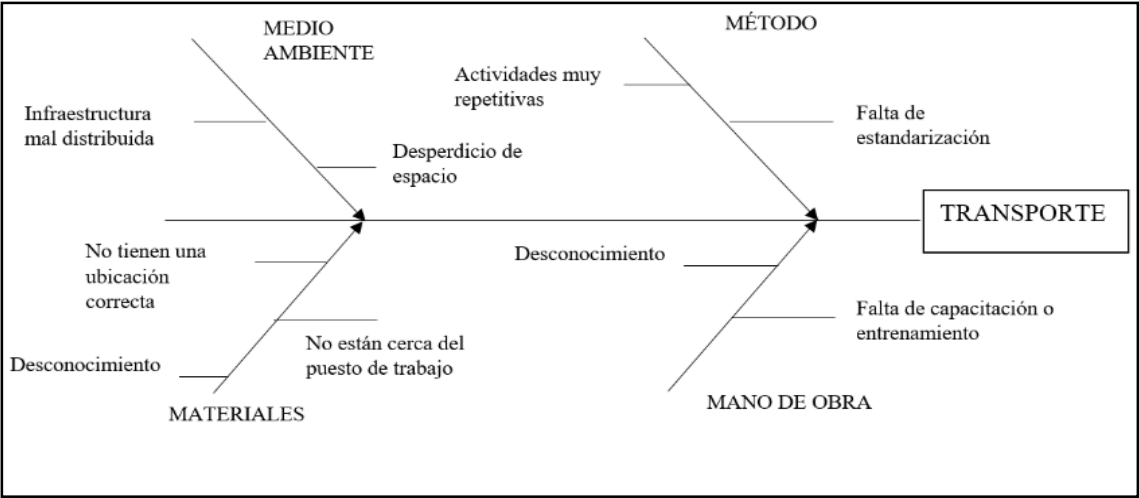 MEDIO
AMBIENTE
MÉTODO
Actividades muy
repetitivas
Infraestructura
mal distribuida
Falta de
estandarización
Desperdicio de
espacio
TRANSPORTE
No tienen una
ubicación
correcta
Desconocimiento
Falta de capacitación o
entrenamiento
No están cerca del
puesto de trabajo
Desconocimiento
MATERIALES
MANO DE OBRA